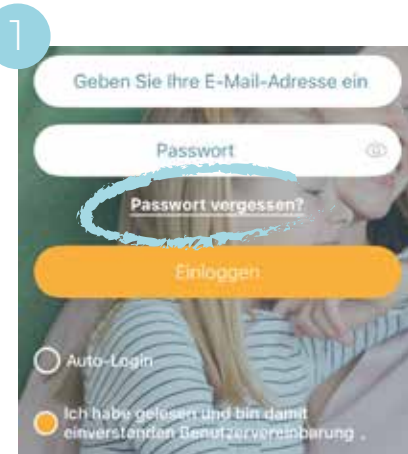 1
Geben Sie Ihre E-Mail-Adresse ein
Passwort
Passwort vergessen?
Einloggen
Auto-Login
Ich habe gelesen und bin damit
einverstanden Benutzervereinbarung .